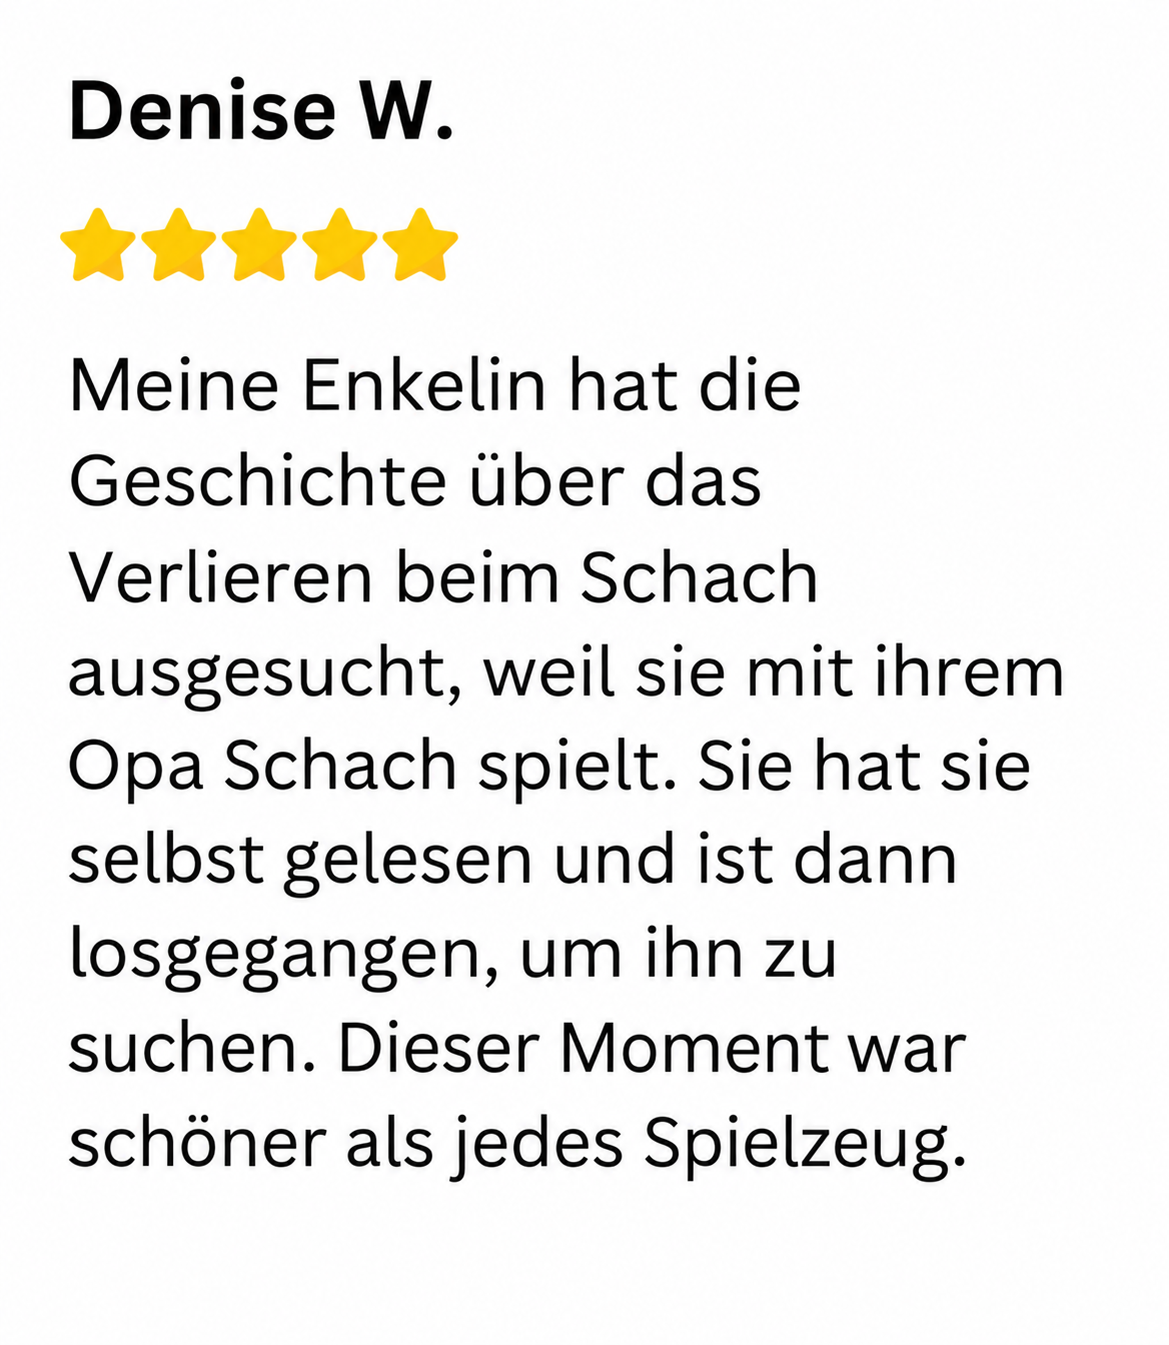 Denise W.
Meine Enkelin hat die
Geschichte über das
Verlieren beim Schach
ausgesucht, weil sie mit ihrem
Opa Schach spielt. Sie hat sie
selbst gelesen und ist dann
losgegangen, um ihn zu
suchen. Dieser Moment war
schöner als jedes Spielzeug.